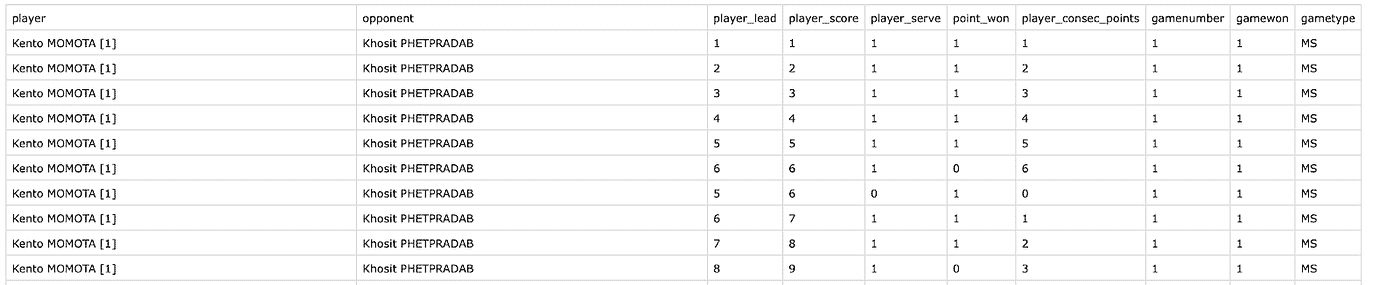 player opponent player_lead player_score player_serve point_won player_consec_points gamenumber gamewon gametype
Kento MOMOTA [1] Khosit PHETPRADAB 1 1 1 1 1 1 1 MS
Kento MOMOTA [1] Khosit PHETPRADAB 2 2 1 1 2 1 1 MS
Kento MOMOTA [1] Khosit PHETPRADAB 3 3 1 1 3 1 1 MS
Kento MOMOTA [1] Khosit PHETPRADAB 4 4 1 1 4 1 1 MS
Kento MOMOTA [1] Khosit PHETPRADAB 5 5 1 1 5 1 1 MS
Kento MOMOTA [1] Khosit PHETPRADAB 6 6 1 0 6 1 1 MS
Kento MOMOTA [1] Khosit PHETPRADAB 5 6 0 1 0 1 1 MS
Kento MOMOTA [1] Khosit PHETPRADAB 6 7 1 1 1 1 1 MS
Kento MOMOTA [1] Khosit PHETPRADAB 7 8 1 1 2 1 1 MS
Kento MOMOTA [1] Khosit PHETPRADAB 8 9 1 0 3 1 1 MS